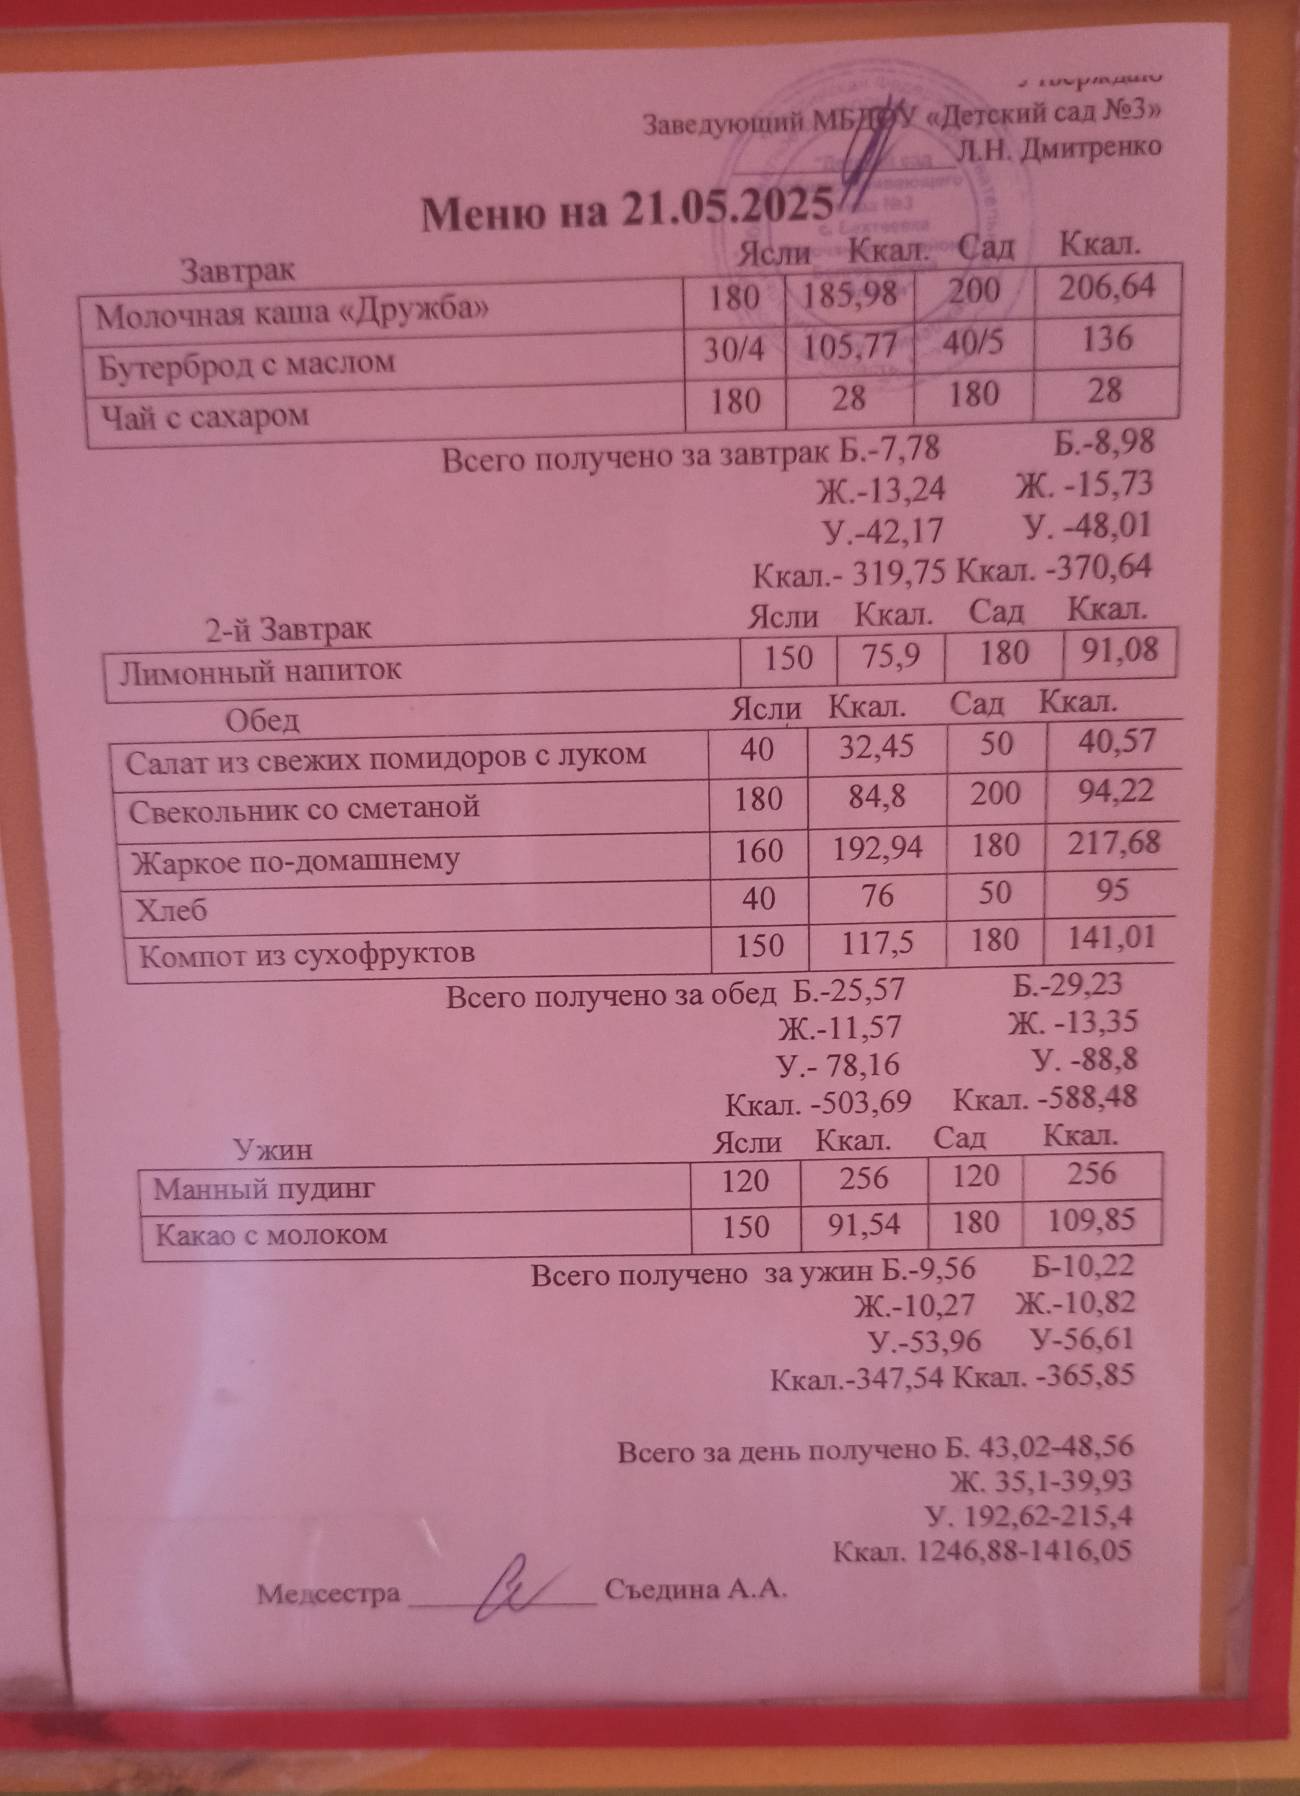 Утверждаю
Заведующий МБДОУ «Детский сад №3»
Л.Н. Дмитренко
Меню на 21.05.2025
Завтрак Ясли Ккал. Сад Ккал.
Молочная каша «Дружба» 180 185,98 200 206,64
Бутерброд с маслом 30/4 105,77 40/5 136
Чай с сахаром 180 28 180 28
Всего получено за завтрак Б.-7,78 Б.-8,98
Ж.-13,24 Ж. -15,73
У.-42,17 У. -48,01
Ккал.- 319,75 Ккал. -370,64
2-й Завтрак Ясли Ккал. Сад Ккал.
Лимонный напиток 150 75,9 180 91,08
Обед Ясли Ккал. Сад Ккал.
Салат из свежих помидоров с луком 40 32,45 50 40,57
Свекольник со сметаной 180 84,8 200 94,22
Жаркое по-домашнему 160 192,94 180 217,68
Хлеб 40 76 50 95
Компот из сухофруктов 150 117,5 180 141,01
Всего получено за обед Б.-25,57 Б.-29,23
Ж.-11,57 Ж. -13,35
У.- 78,16 У. -88,8
Ккал. -503,69 Ккал. -588,48
Ужин Ясли Ккал. Сад Ккал.
Манный пудинг 120 256 120 256
Какао с молоком 150 91,54 180 109,85
Всего получено за ужин Б.-9,56 Б-10,22
Ж.-10,27 Ж.-10,82
У.-53,96 У-56,61
Ккал.-347,54 Ккал. -365,85
Всего за день получено Б. 43,02-48,56
Ж. 35,1-39,93
У. 192,62-215,4
Ккал. 1246,88-1416,05
Медсестра Съедина А.А.